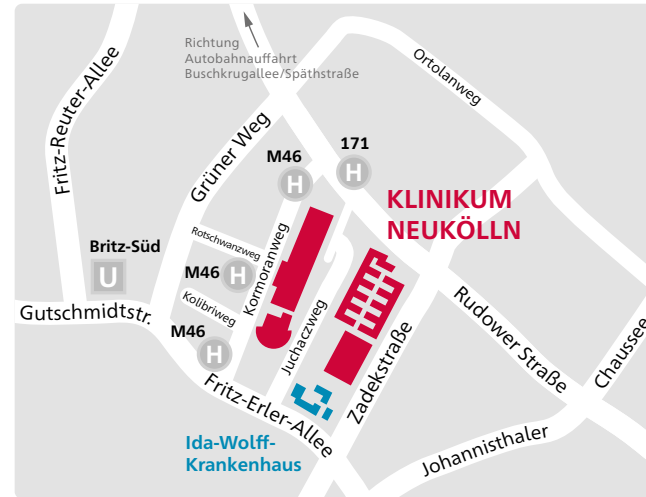 Richtung
Autobahnauffahrt
Buschkrugallee/Späthstraße
Ortolanweg
Fritz-Reuter-Allee
Grüner Weg
M46
H
171
H
KLINIKUM
NEUKÖLLN
Rotschwanzweg
Britz-Süd
U
M46
H
Kormoranweg
Kolibriweg
Gutschmidtstr.
M46
H
Juchaczweg
Zadekstraße
Rudower Straße
Chaussee
Fritz-Erler-Allee
Johannisthaler
Ida-Wolff-
Krankenhaus